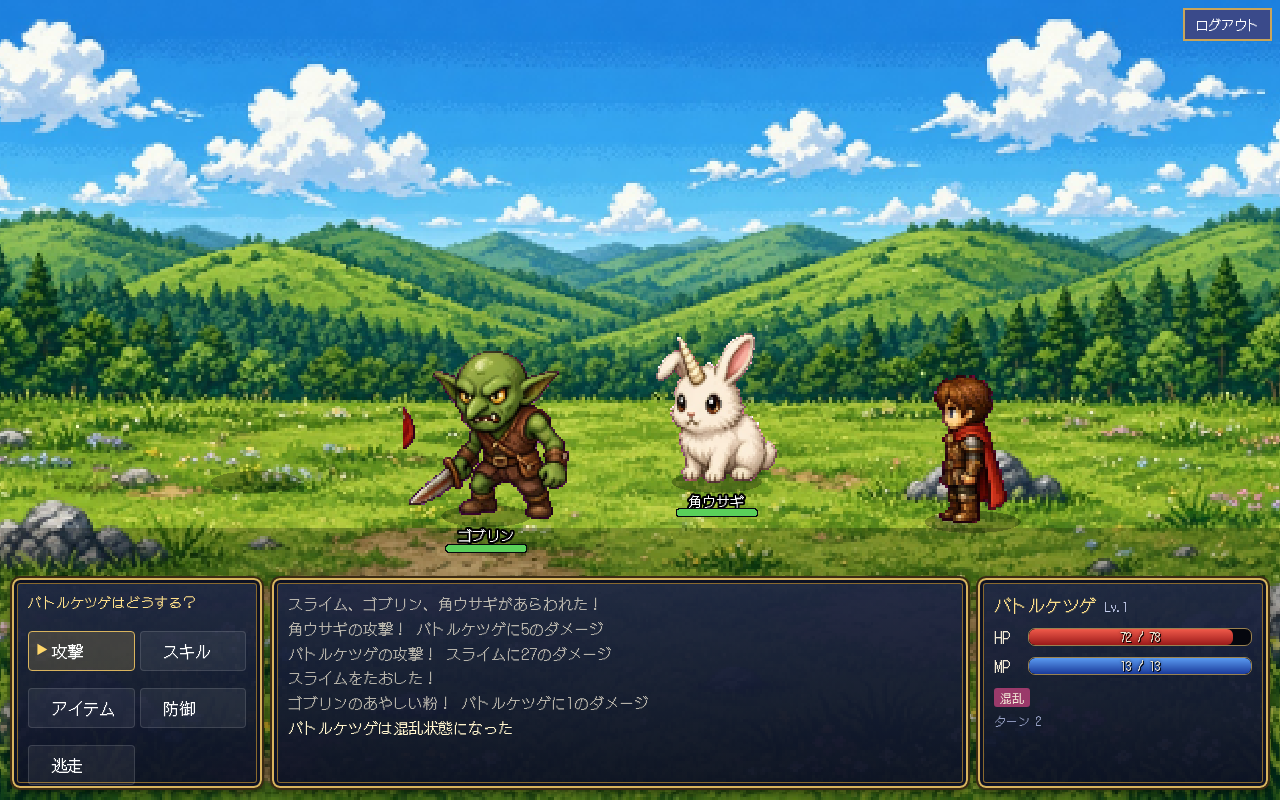 ログアウト
ゴブリン
角ウサギ
バトルケツゲはどうする?
▶攻撃
スキル
アイテム
防御
逃走
スライム、ゴブリン、角ウサギがあらわれた!
角ウサギの攻撃! バトルケツゲに5のダメージ
バトルケツゲの攻撃! スライムに27のダメージ
スライムをたおした!
ゴブリンのあやしい粉! バトルケツゲに1のダメージ
バトルケツゲは混乱状態になった
バトルケツゲ Lv.1
HP 72 / 78
MP 13 / 13
混乱
ターン 2